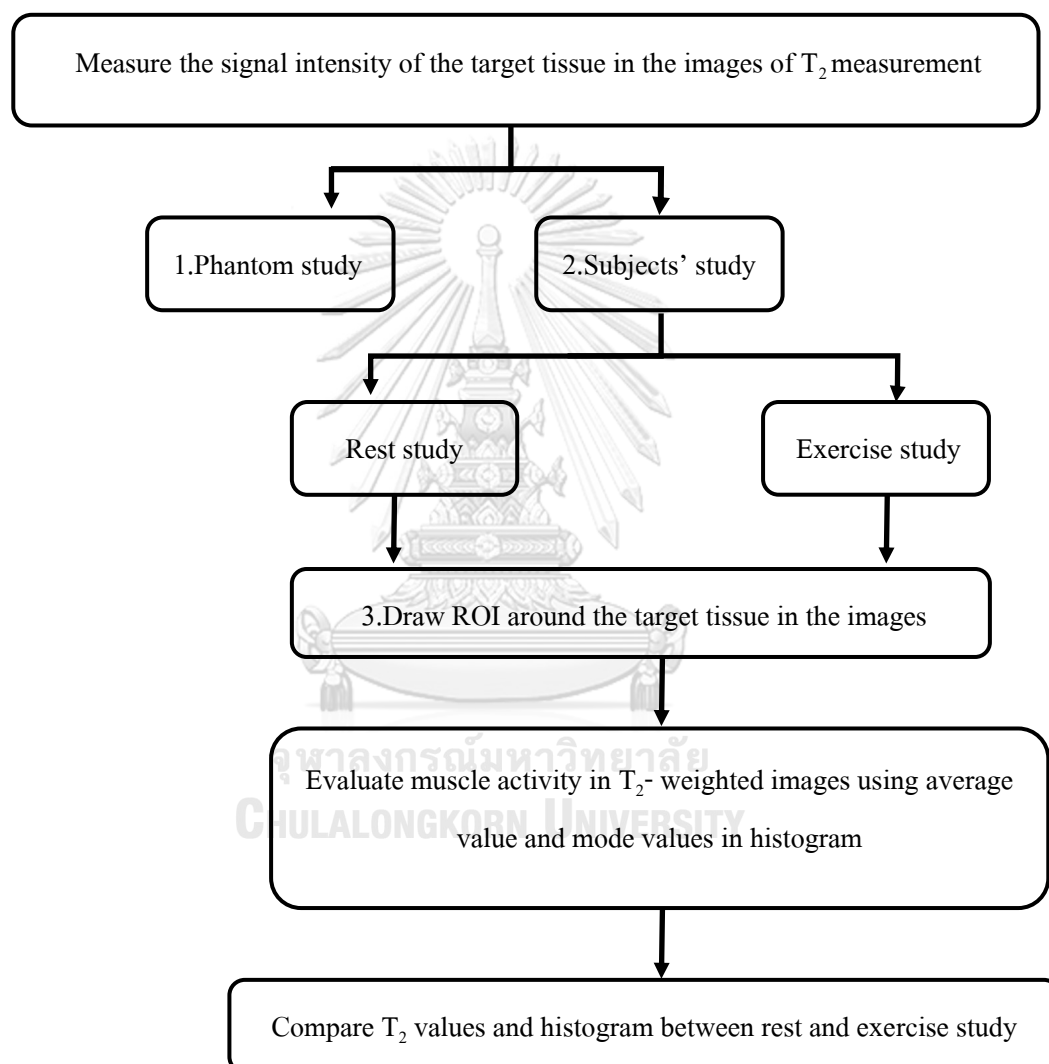 Measure the signal intensity of the target tissue in the images of T₂ measurement
1.Phantom study
2.Subjects’ study
Rest study
Exercise study
3.Draw ROI around the target tissue in the images
จุฬาลงกรณ์มหาวิทยาลัย
Evaluate muscle activity in T₂- weighted images using average
CHULALONGKORN UNIVERSITY
value and mode values in histogram
Compare T₂ values and histogram between rest and exercise study